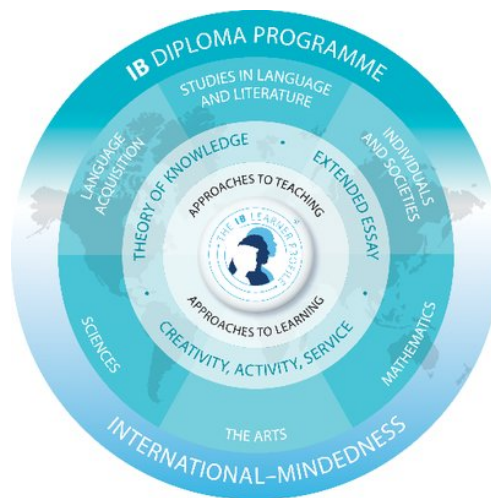 IB DIPLOMA PROGRAMME
STUDIES IN LANGUAGE
AND LITERATURE
LANGUAGE
ACQUISITION
INDIVIDUALS
AND SOCIETIES
THEORY OF KNOWLEDGE
•
EXTENDED ESSAY
APPROACHES TO TEACHING
THE IB LEARNER PROFILE
APPROACHES TO LEARNING
•
CREATIVITY, ACTIVITY, SERVICE
•
SCIENCES
MATHEMATICS
THE ARTS
INTERNATIONAL–MINDEDNESS